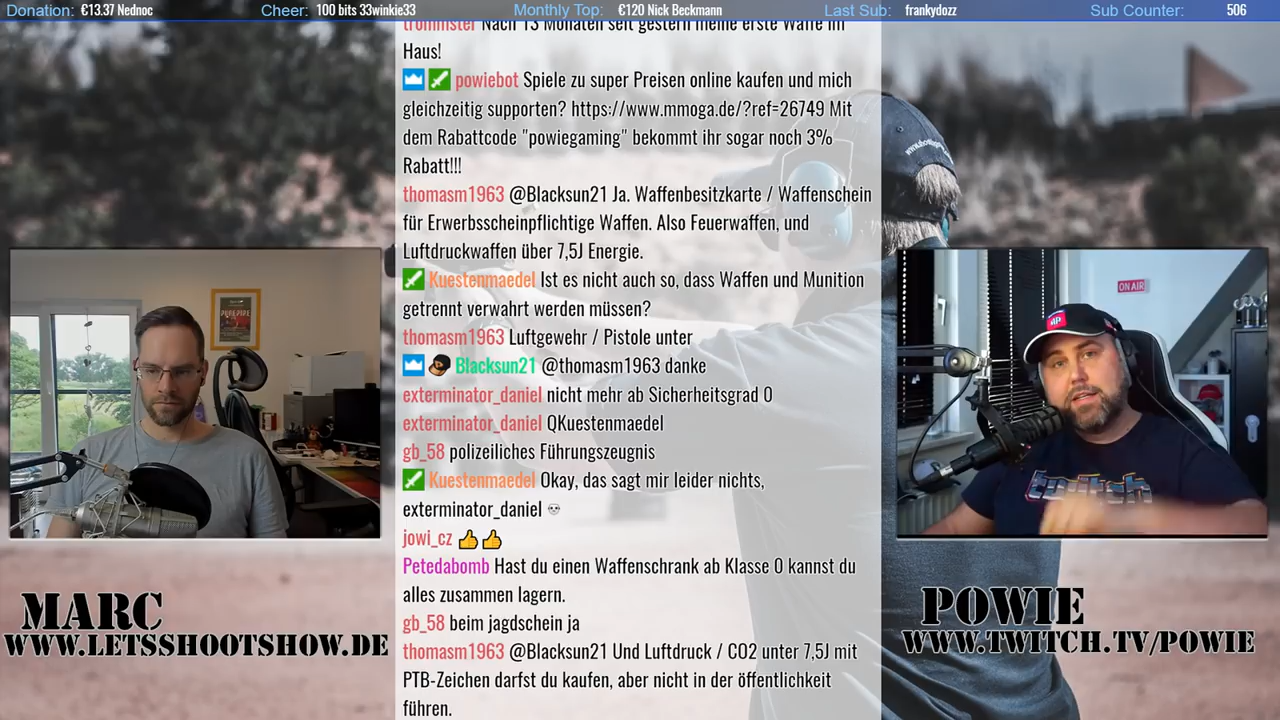 Donation: €13.37 Nednoc Cheer: 100 bits 33winkie33 Monthly Top: €120 Nick Beckmann Last Sub: frankydozz Sub Counter: 506
trommster Nach 13 Monaten seit gestern meine erste Waffe im
Haus!
powiebot Spiele zu super Preisen online kaufen und mich
gleichzeitig supporten? https://www.mmoga.de/?ref=26749 Mit
dem Rabattcode "powiegaming" bekommt ihr sogar noch 3%
Rabatt!!!
thomasm1963 @Blacksun21 Ja. Waffenbesitzkarte / Waffenschein
für Erwerbsscheinpflichtige Waffen. Also Feuerwaffen, und
Luftdruckwaffen über 7,5J Energie.
Kuestenmaedel Ist es nicht auch so, dass Waffen und Munition
getrennt verwahrt werden müssen?
thomasm1963 Luftgewehr / Pistole unter
Blacksun21 @thomasm1963 danke
exterminator_daniel nicht mehr ab Sicherheitsgrad 0
exterminator_daniel QKuestenmaedel
gb_58 polizeiliches Führungszeugnis
Kuestenmaedel Okay, das sagt mir leider nichts,
exterminator_daniel
jowi_cz 👍👍
Petedabomb Hast du einen Waffenschrank ab Klasse 0 kannst du
alles zusammen lagern.
gb_58 beim jagdschein ja
thomasm1963 @Blacksun21 Und Luftdruck / CO2 unter 7,5J mit
PTB-Zeichen darfst du kaufen, aber nicht in der öffentlichkeit
führen.
ON AIR
MARC
WWW.LETSSHOOTSHOW.DE
POWIE
WWW.TWITCH.TV/POWIE